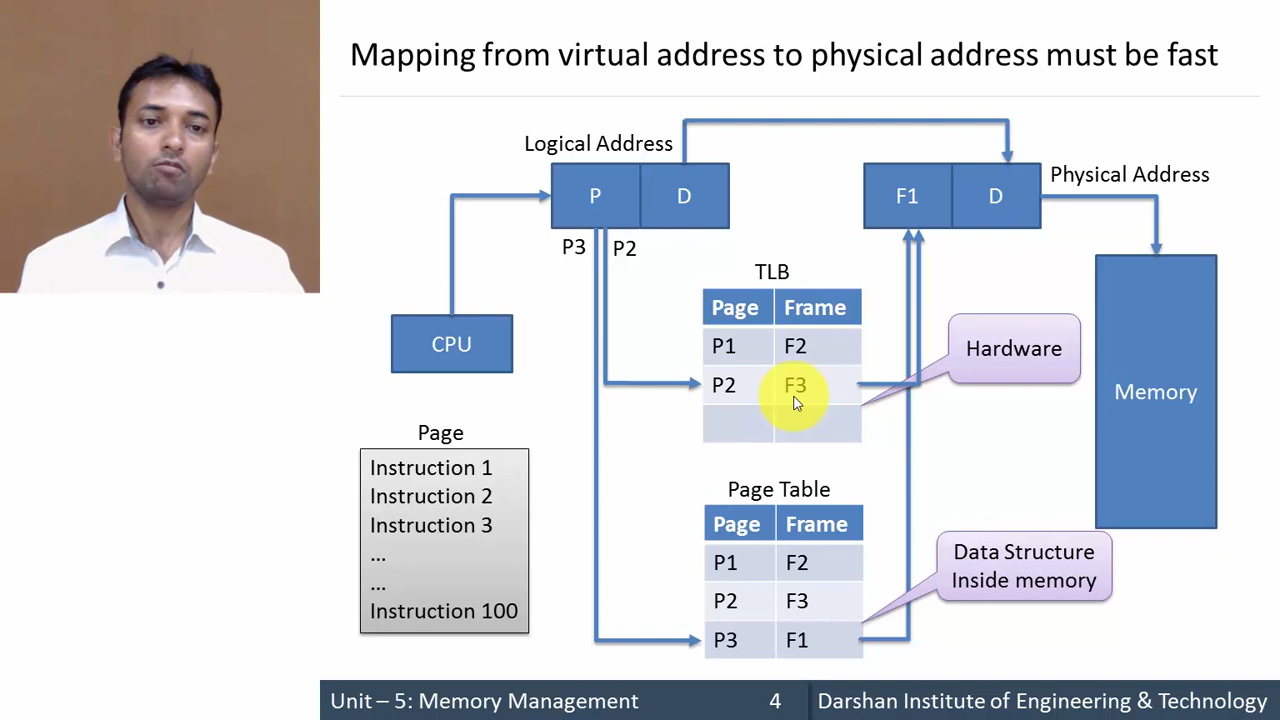 Mapping from virtual address to physical address must be fast
Logical Address
P D
F1 D
Physical Address
P3 P2
TLB
Page Frame
P1 F2
P2 F3
Hardware
CPU
Memory
Page
Instruction 1
Instruction 2
Instruction 3
...
...
Instruction 100
Page Table
Page Frame
P1 F2
P2 F3
P3 F1
Data Structure
Inside memory
Unit – 5: Memory Management 4 Darshan Institute of Engineering & Technology